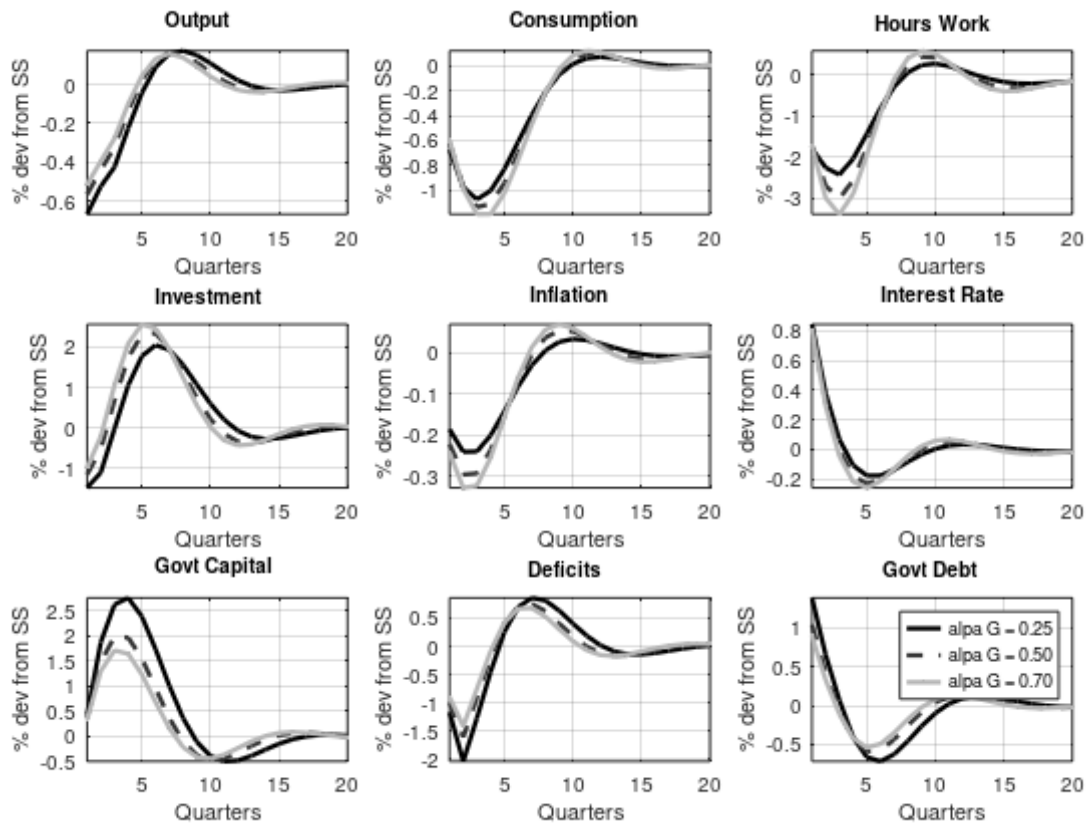 Output
Consumption
Hours Work
% dev from SS
0
-0.2
-0.4
-0.6
5
10
15
20
Quarters
% dev from SS
0
-0.2
-0.4
-0.6
-0.8
-1
5
10
15
20
Quarters
% dev from SS
0
-1
-2
-3
5
10
15
20
Quarters
Investment
Inflation
Interest Rate
% dev from SS
2
1
0
-1
5
10
15
20
Quarters
% dev from SS
0
-0.1
-0.2
-0.3
5
10
15
20
Quarters
% dev from SS
0.8
0.6
0.4
0.2
0
-0.2
5
10
15
20
Quarters
Govt Capital
Deficits
Govt Debt
% dev from SS
2.5
2
1.5
1
0.5
0
-0.5
5
10
15
20
Quarters
% dev from SS
0.5
0
-0.5
-1
-1.5
-2
5
10
15
20
Quarters
% dev from SS
1
0.5
0
-0.5
5
10
15
20
Quarters
alpa G = 0.25
alpa G = 0.50
alpa G = 0.70